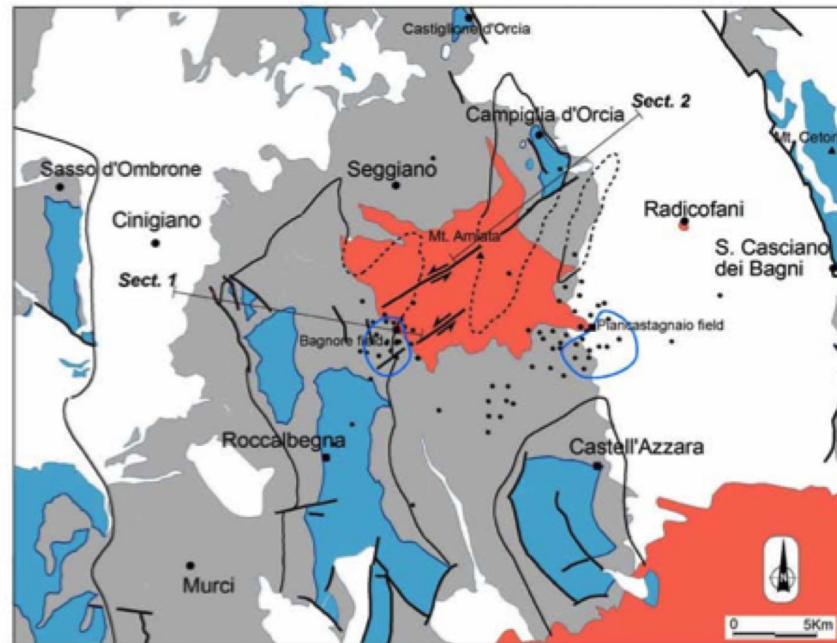 Castiglione d'Orcia
Sect. 2
Campiglia d'Orcia
Mt. Ceton
Sasso d'Ombrone
Seggiano
Cinigiano
Radicofani
Mt. Amiata
S. Casciano
dei Bagni
Sect. 1
Bagnore field
Piancastagnaio field
Roccalbegna
Castell'Azzara
Murci
0 5Km